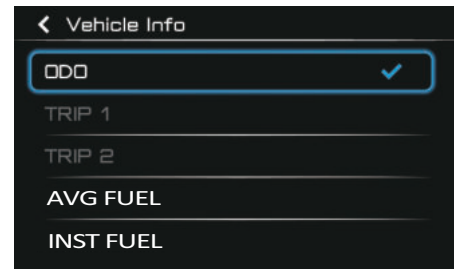 Vehicle Info
ODO
TRIP 1
TRIP 2
AVG FUEL
INST FUEL